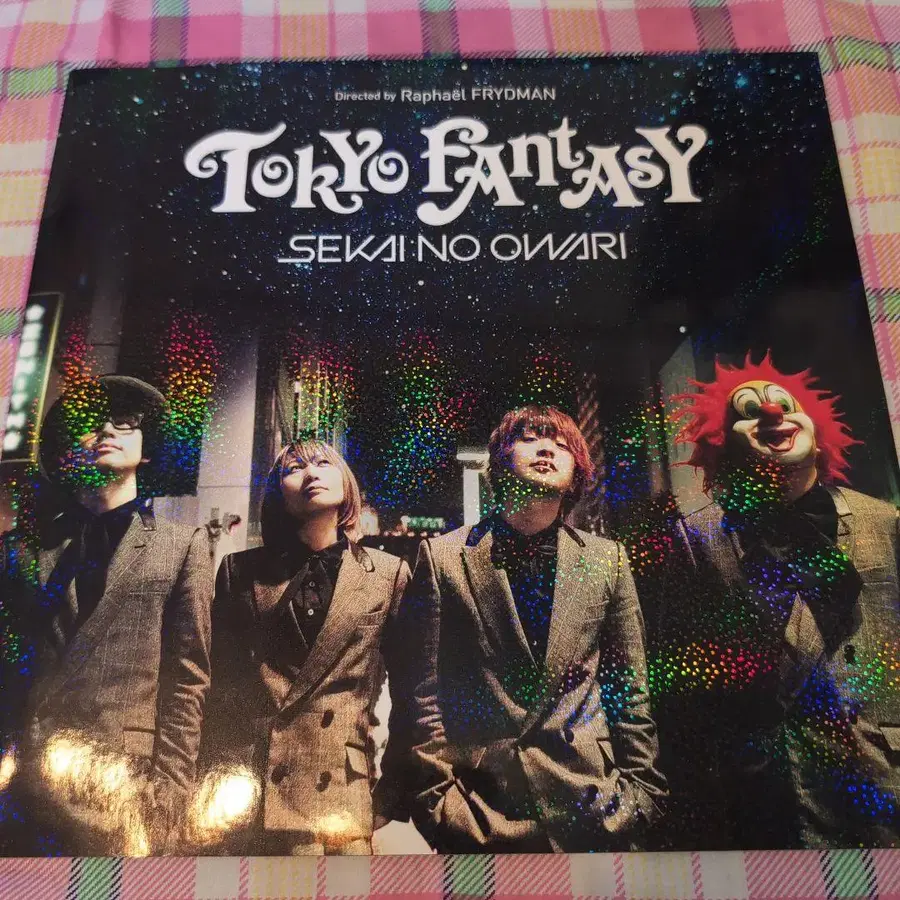 Directed by Raphaël FRYDMAN
TOKYO FANTASY
SEKAI NO OWARI